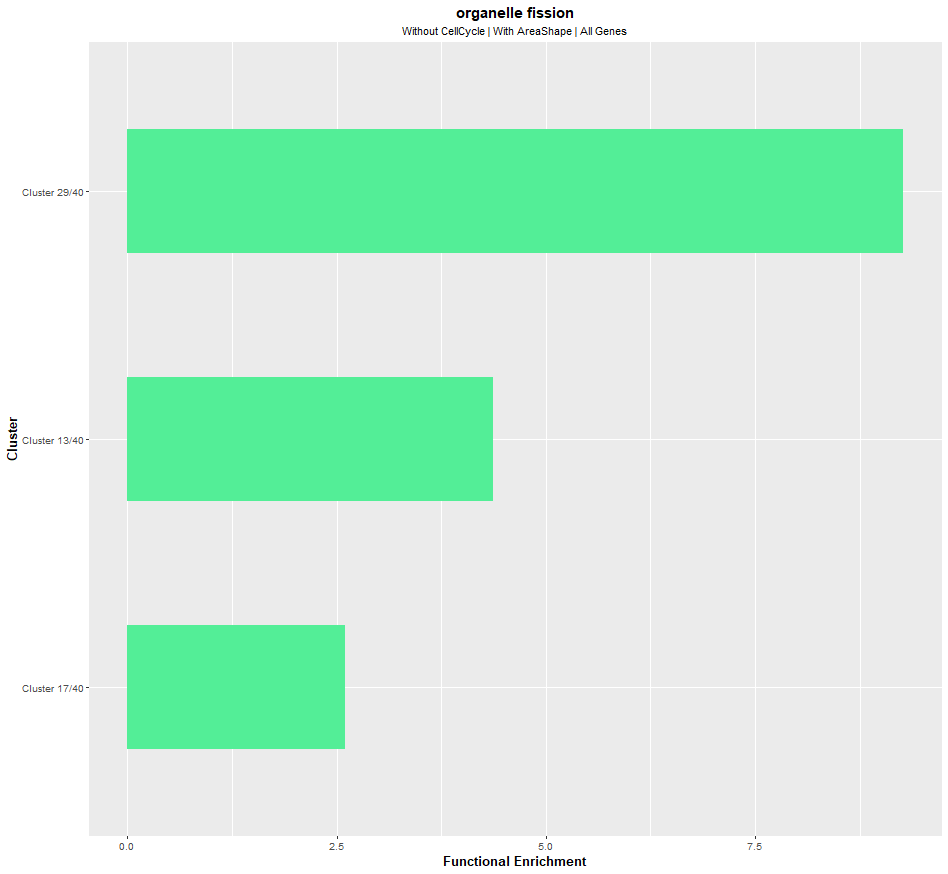 organelle fission
Without CellCycle | With AreaShape | All Genes
Cluster 29/40
Cluster 13/40
Cluster 17/40
Cluster
0.0
2.5
5.0
7.5
Functional Enrichment